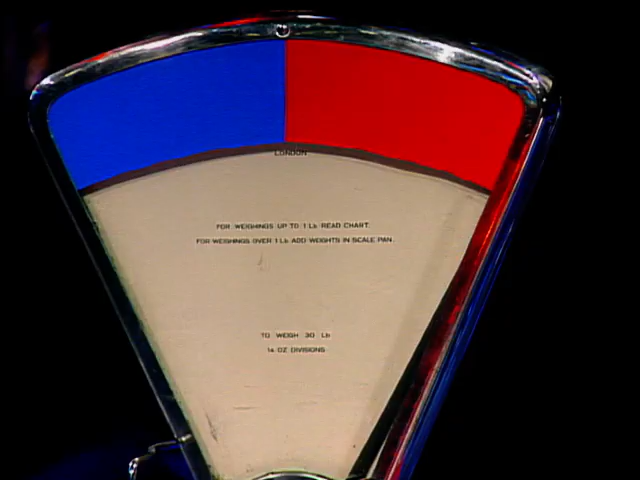 LONDON
FOR WEIGHINGS UP TO 1 Lb READ CHART.
FOR WEIGHINGS OVER 1 Lb ADD WEIGHTS IN SCALE PAN.
TO WEIGH 30 Lb
¼ OZ DIVISIONS